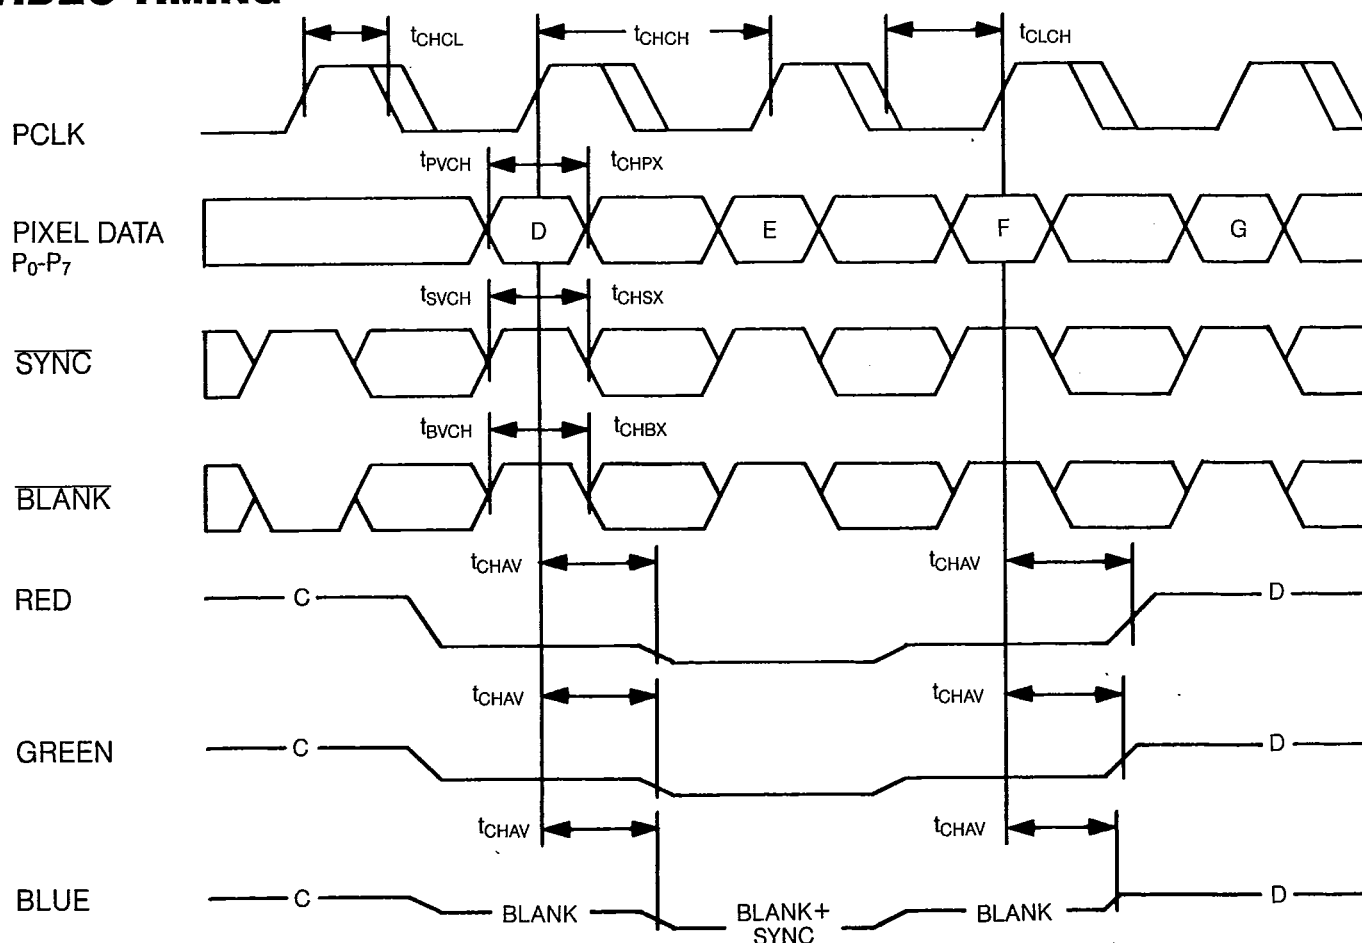 VIDEO TIMING
tCHCL tCHCH tCLCH
PCLK
tPVCH tCHPX
PIXEL DATA D E F G
P0-P7
tSVCH tCHSX
SYNC
tBVCH tCHBX
BLANK
tCHAV tCHAV
RED C D
tCHAV tCHAV
GREEN C D
tCHAV tCHAV
BLUE C BLANK BLANK+ BLANK D
SYNC